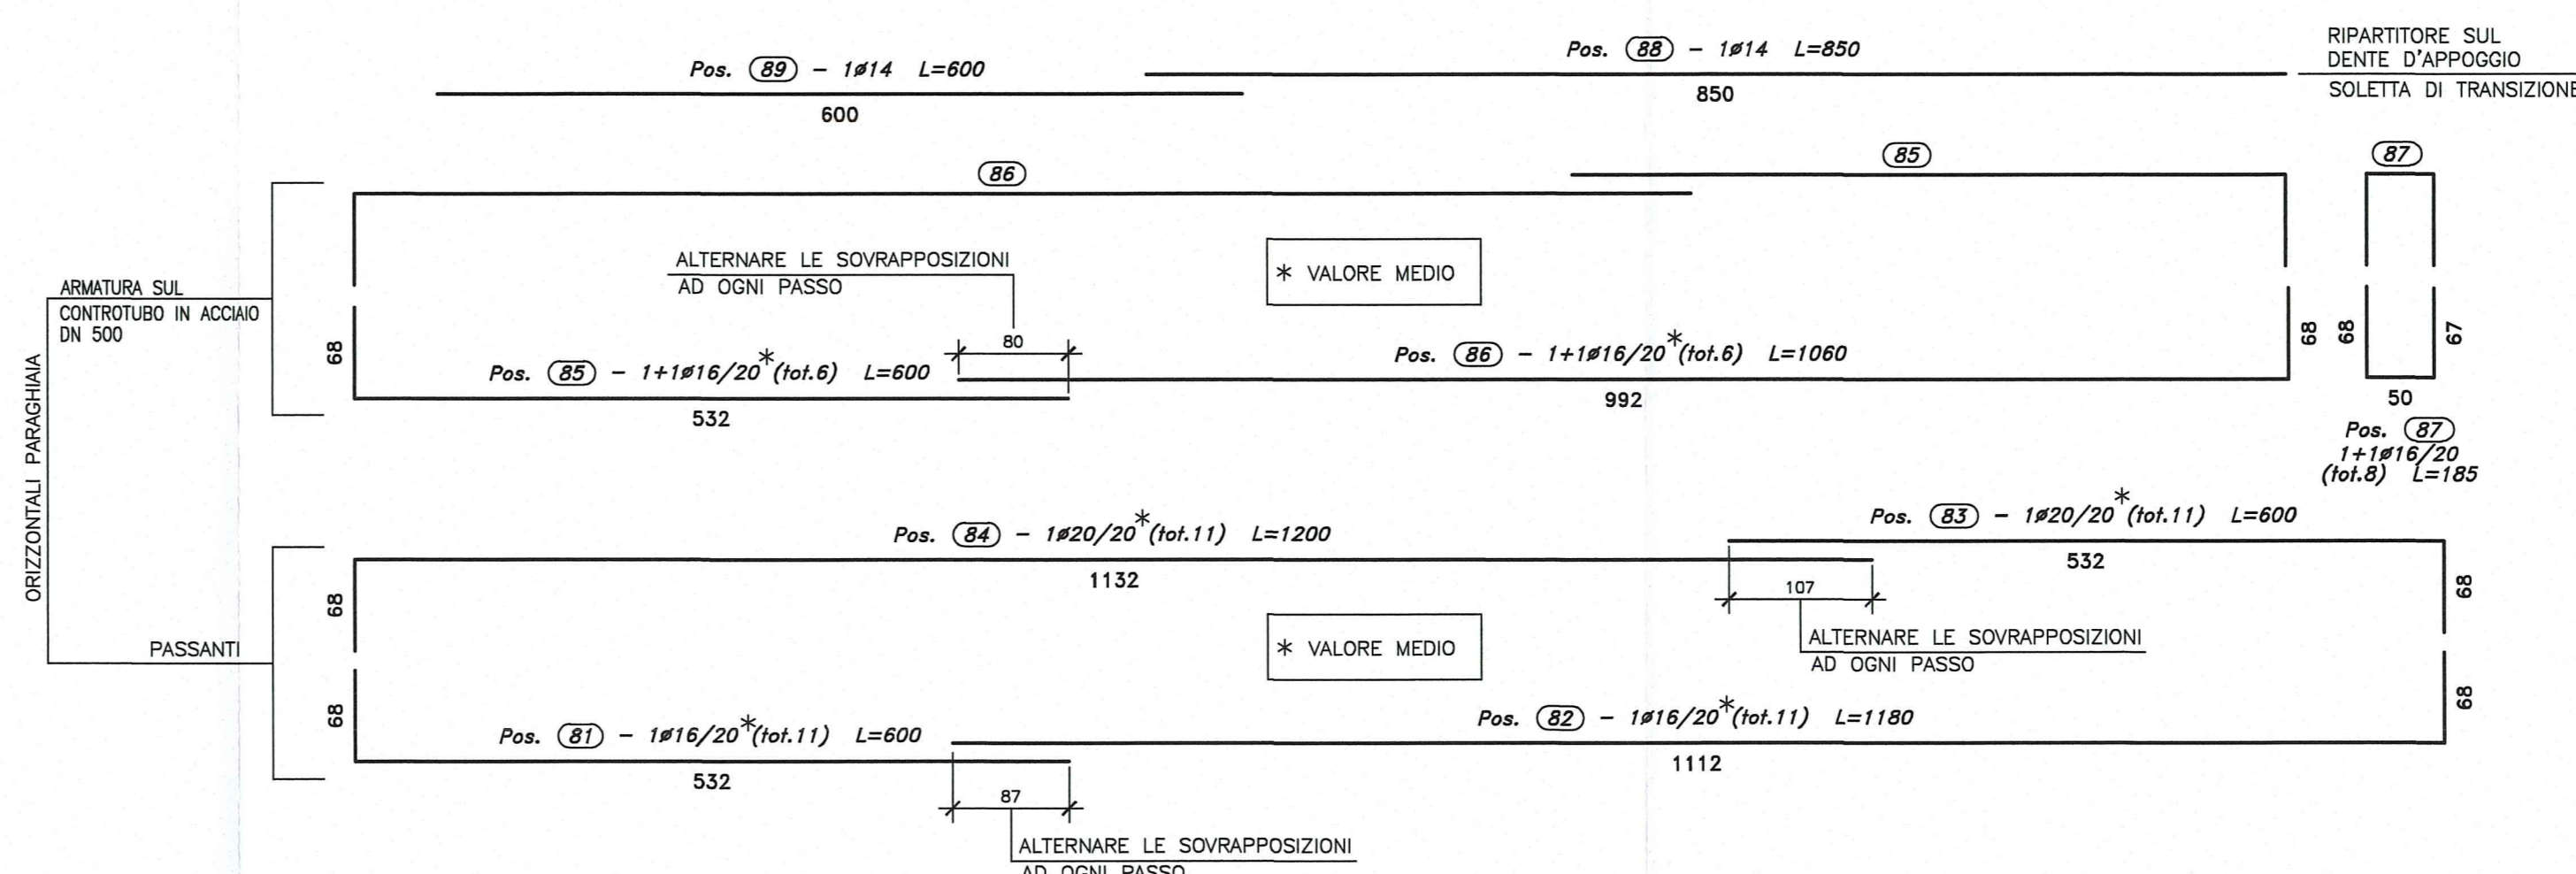 Pos. 89 - 1ø14 L=600
600
Pos. 88 - 1ø14 L=850
850
RIPARTITORE SUL
DENTE D'APPOGGIO
SOLETTA DI TRANSIZIONE
86
85
87
ORIZZONTALI PARAGHIAIA
ARMATURA SUL
CONTROTUBO IN ACCIAIO
DN 500
ALTERNARE LE SOVRAPPOSIZIONI
AD OGNI PASSO
* VALORE MEDIO
68
80
Pos. 85 - 1+1ø16/20*(tot.6) L=600
532
Pos. 86 - 1+1ø16/20*(tot.6) L=1060
992
68
68
67
50
Pos. 87
1+1ø16/20
(tot.8) L=185
Pos. 84 - 1ø20/20*(tot.11) L=1200
1132
Pos. 83 - 1ø20/20*(tot.11) L=600
532
68
68
107
ALTERNARE LE SOVRAPPOSIZIONI
AD OGNI PASSO
* VALORE MEDIO
PASSANTI
68
68
Pos. 81 - 1ø16/20*(tot.11) L=600
532
Pos. 82 - 1ø16/20*(tot.11) L=1180
1112
87
ALTERNARE LE SOVRAPPOSIZIONI
AD OGNI PASSO